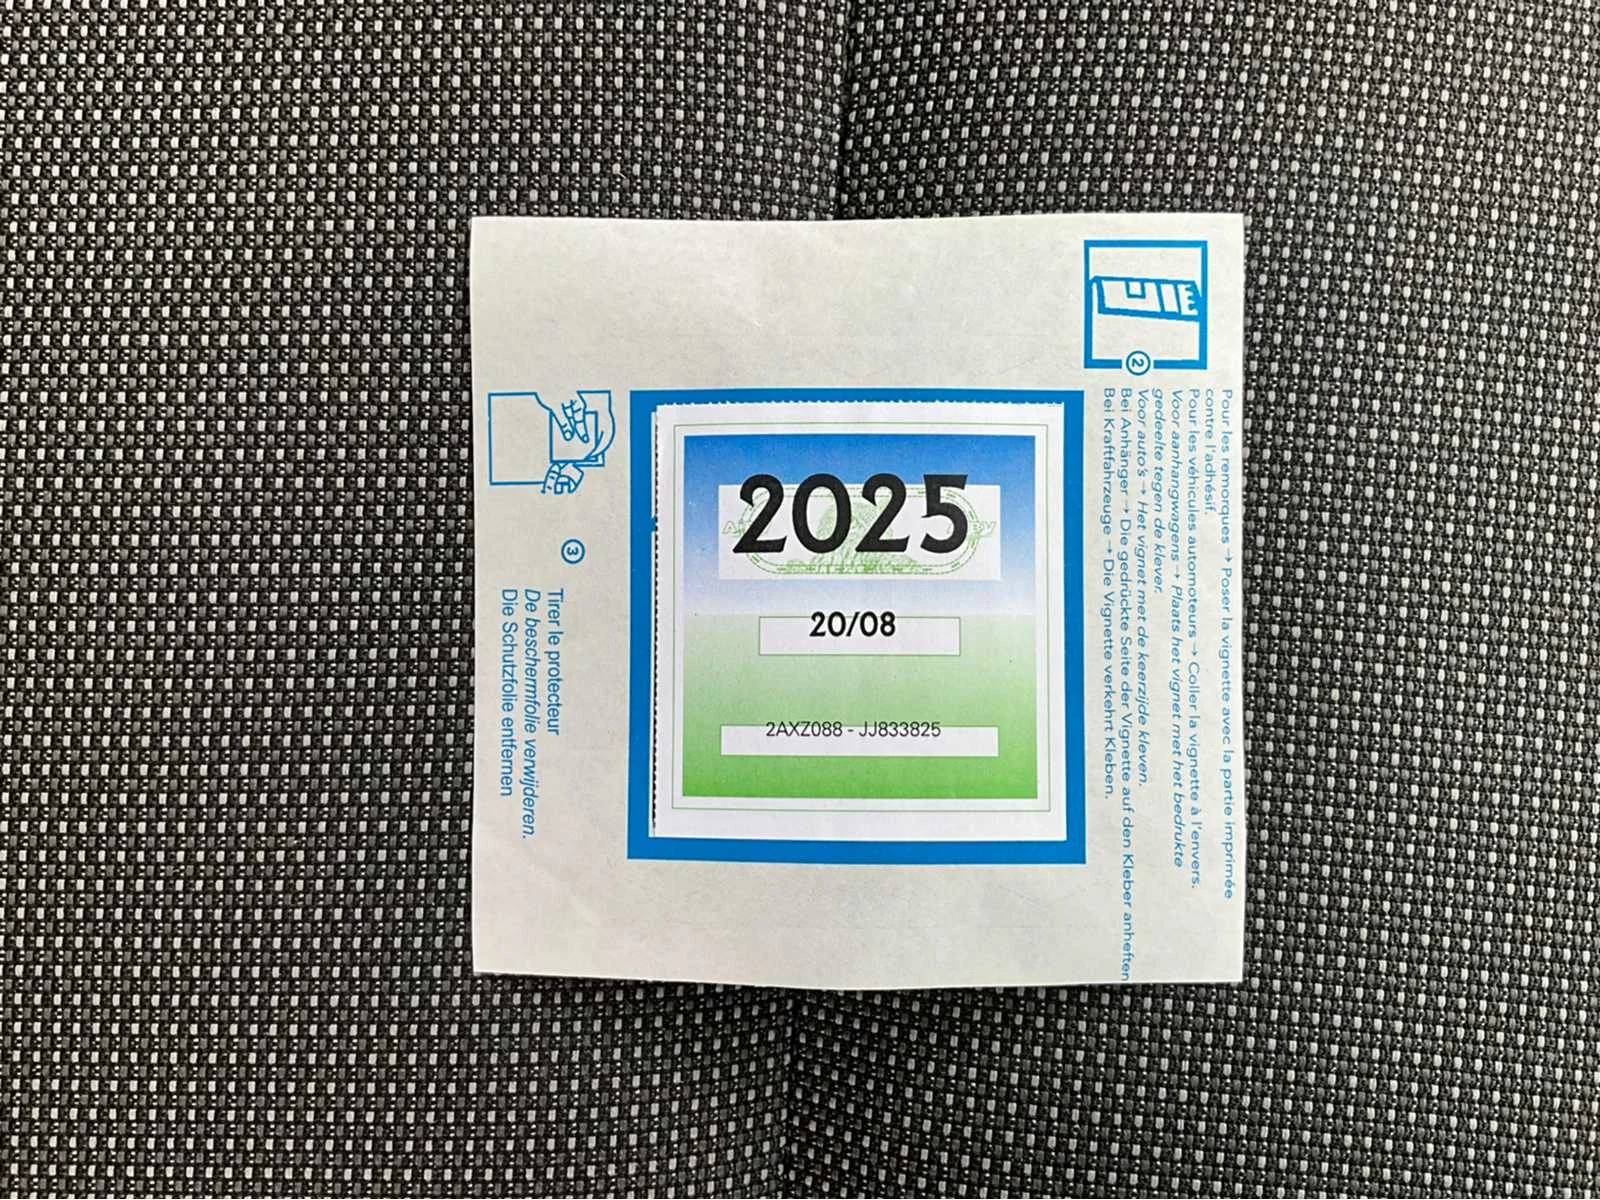 2025
20/08
2AXZ088 - JJ833825
2
Pour les remorques → Poser la vignette avec la partie imprimée
contre l'adhésif.
Pour les véhicules automoteurs → Coller la vignette à l'envers.
Voor aanhangwagens → Plaats het vignet met het bedrukte
gedeelte tegen de klever.
Voor auto's → Het vignet met de keerzijde kleven.
Bei Anhänger → Die gedrückte Seite der Vignette auf den Kleber anheften
Bei Kraftfahrzeuge → Die Vignette verkehrt Kleben.
3
Tirer le protecteur
De beschermfolie verwijderen.
Die Schutzfolie entfernen